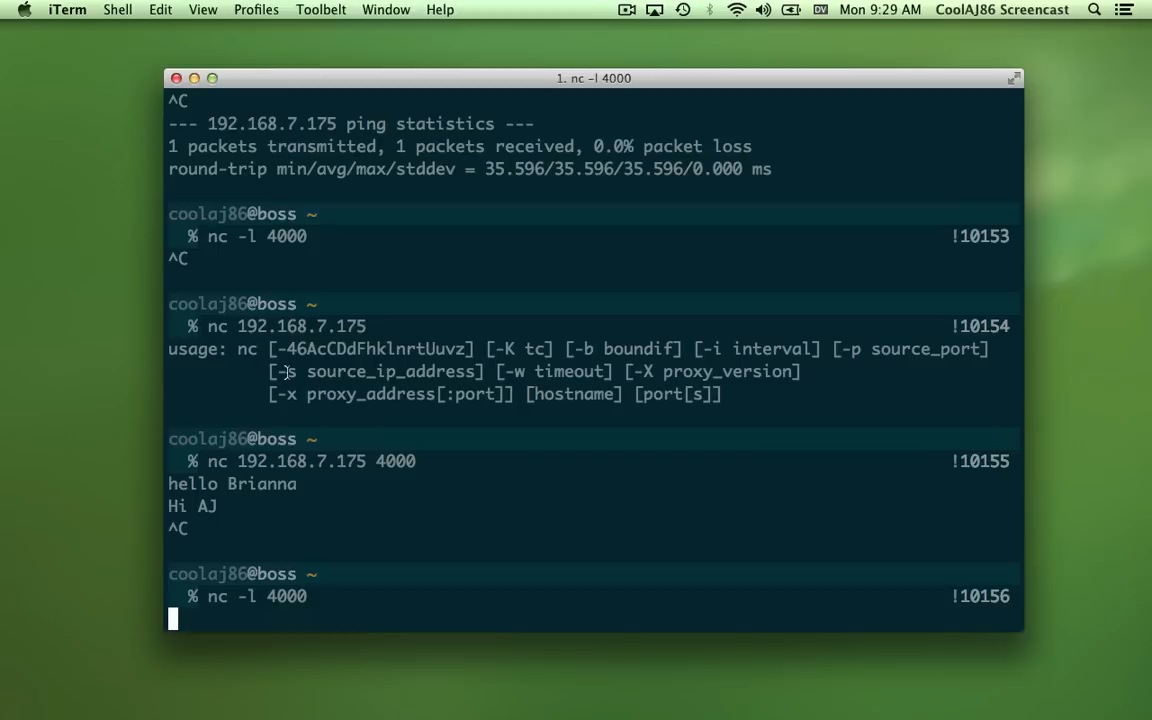 iTerm Shell Edit View Profiles Toolbelt Window Help DV Mon 9:29 AM CoolAJ86 Screencast
1. nc -l 4000
^C
--- 192.168.7.175 ping statistics ---
1 packets transmitted, 1 packets received, 0.0% packet loss
round-trip min/avg/max/stddev = 35.596/35.596/35.596/0.000 ms
coolaj86@boss ~
% nc -l 4000 !10153
^C
coolaj86@boss ~
% nc 192.168.7.175 !10154
usage: nc [-46AcCDdFhklnrtUuvz] [-K tc] [-b boundif] [-i interval] [-p source_port]
[-s source_ip_address] [-w timeout] [-X proxy_version]
[-x proxy_address[:port]] [hostname] [port[s]]
coolaj86@boss ~
% nc 192.168.7.175 4000 !10155
hello Brianna
Hi AJ
^C
coolaj86@boss ~
% nc -l 4000 !10156